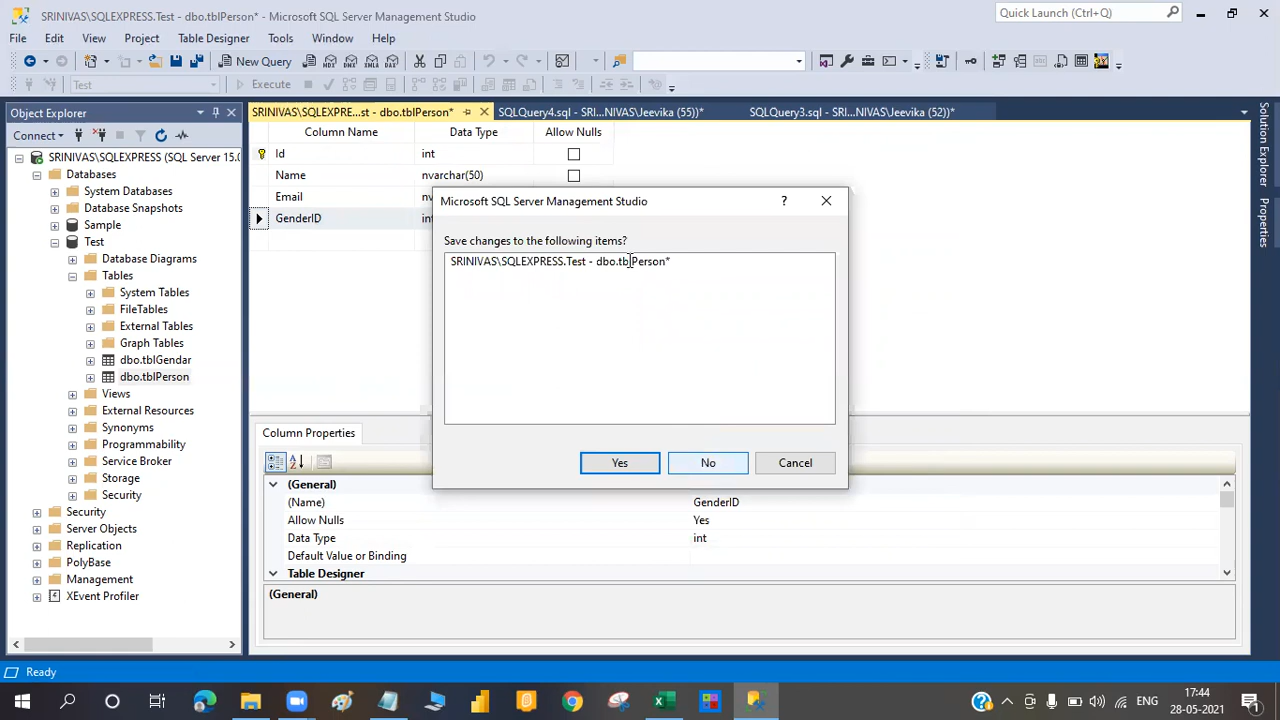 SRINIVAS\SQLEXPRESS.Test - dbo.tblPerson* - Microsoft SQL Server Management Studio
Quick Launch (Ctrl+Q)
File Edit View Project Table Designer Tools Window Help
New Query
Test Execute
Object Explorer
SRINIVAS\SQLEXPRE...st - dbo.tblPerson*
SQLQuery4.sql - SRI...NIVAS\Jeevika (55))*
SQLQuery3.sql - SRI...NIVAS\Jeevika (52))*
Connect
SRINIVAS\SQLEXPRESS (SQL Server 15.0
Databases
System Databases
Database Snapshots
Sample
Test
Database Diagrams
Tables
System Tables
FileTables
External Tables
Graph Tables
dbo.tblGendar
dbo.tblPerson
Views
External Resources
Synonyms
Programmability
Service Broker
Storage
Security
Security
Server Objects
Replication
PolyBase
Management
XEvent Profiler
Column Name Data Type Allow Nulls
Id int
Name nvarchar(50)
Email
GenderID
Microsoft SQL Server Management Studio
?
Save changes to the following items?
SRINIVAS\SQLEXPRESS.Test - dbo.tblPerson*
Yes No Cancel
Column Properties
(General)
(Name) GenderID
Allow Nulls Yes
Data Type int
Default Value or Binding
Table Designer
(General)
Solution Explorer
Properties
Ready
ENG
17:44
28-05-2021